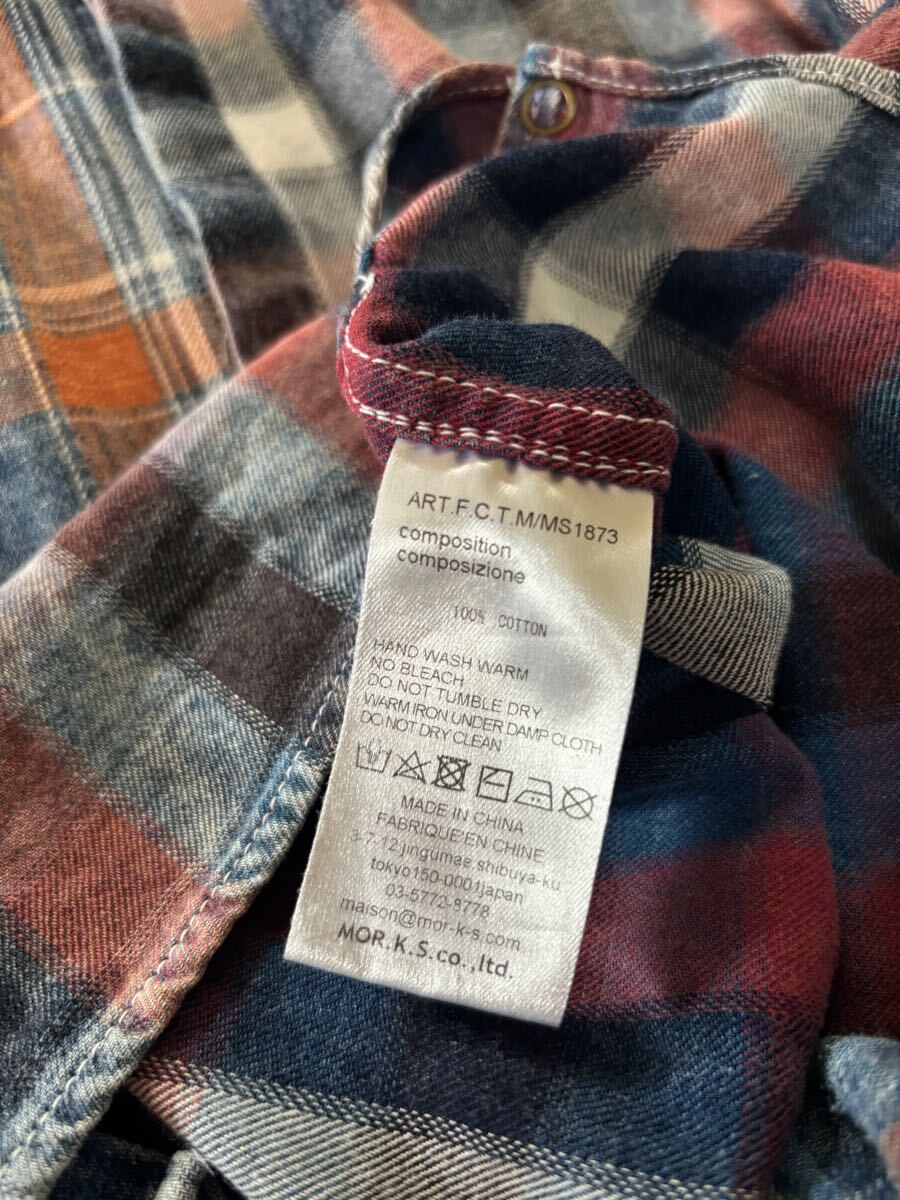 ART.F.C.T.M/MS1873
composition
composizione
100% COTTON
HAND WASH WARM
NO BLEACH
DO NOT TUMBLE DRY
WARM IRON UNDER DAMP CLOTH
DO NOT DRY CLEAN
MADE IN CHINA
FABRIQUE EN CHINE
3-7-12 jingumae shibuya-ku
tokyo150-0001japan
03-5772-8778
maison@mor-k-s.com
MOR.K.S.co.,ltd.